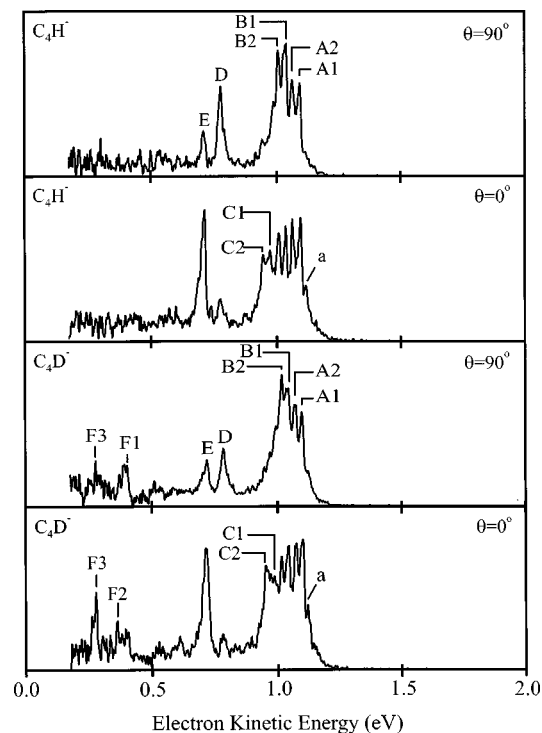 C₄H⁻
B1
θ=90°
B2
A2
D
A1
E
C₄H⁻
θ=0°
C1
C2
a
C₄D⁻
B1
θ=90°
B2
A2
A1
F3
F1
E
D
C₄D⁻
θ=0°
C1
C2
F3
F2
a
0.0
0.5
1.0
1.5
2.0
Electron Kinetic Energy (eV)